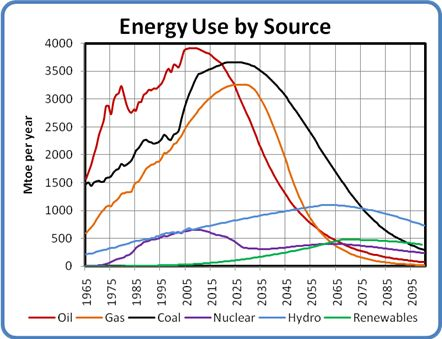 Energy Use by Source
Mtoe per year
4000
3500
3000
2500
2000
1500
1000
500
0
1965 1975 1985 1995 2005 2015 2025 2035 2045 2055 2065 2075 2085 2095
Oil Gas Coal Nuclear Hydro Renewables